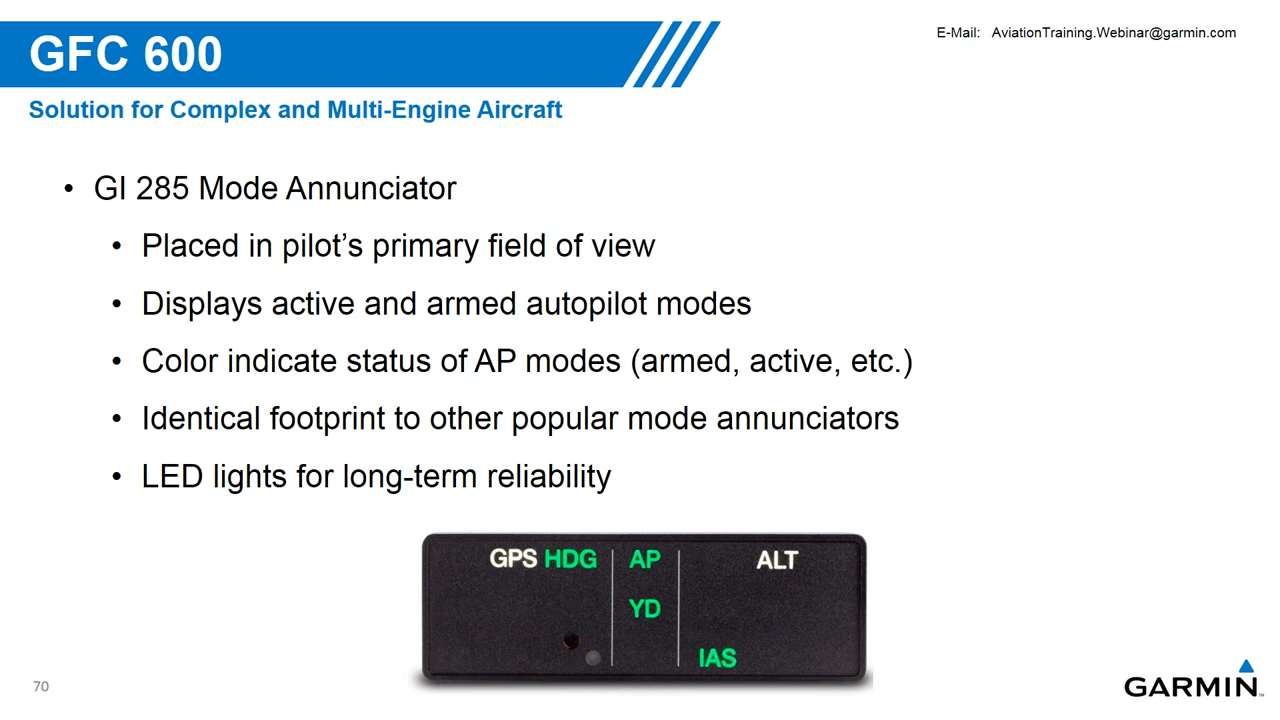 GFC 600
E-Mail: AviationTraining.Webinar@garmin.com
Solution for Complex and Multi-Engine Aircraft
• GI 285 Mode Annunciator
• Placed in pilot’s primary field of view
• Displays active and armed autopilot modes
• Color indicate status of AP modes (armed, active, etc.)
• Identical footprint to other popular mode annunciators
• LED lights for long-term reliability
GPS HDG AP ALT
YD
IAS
70
GARMIN™